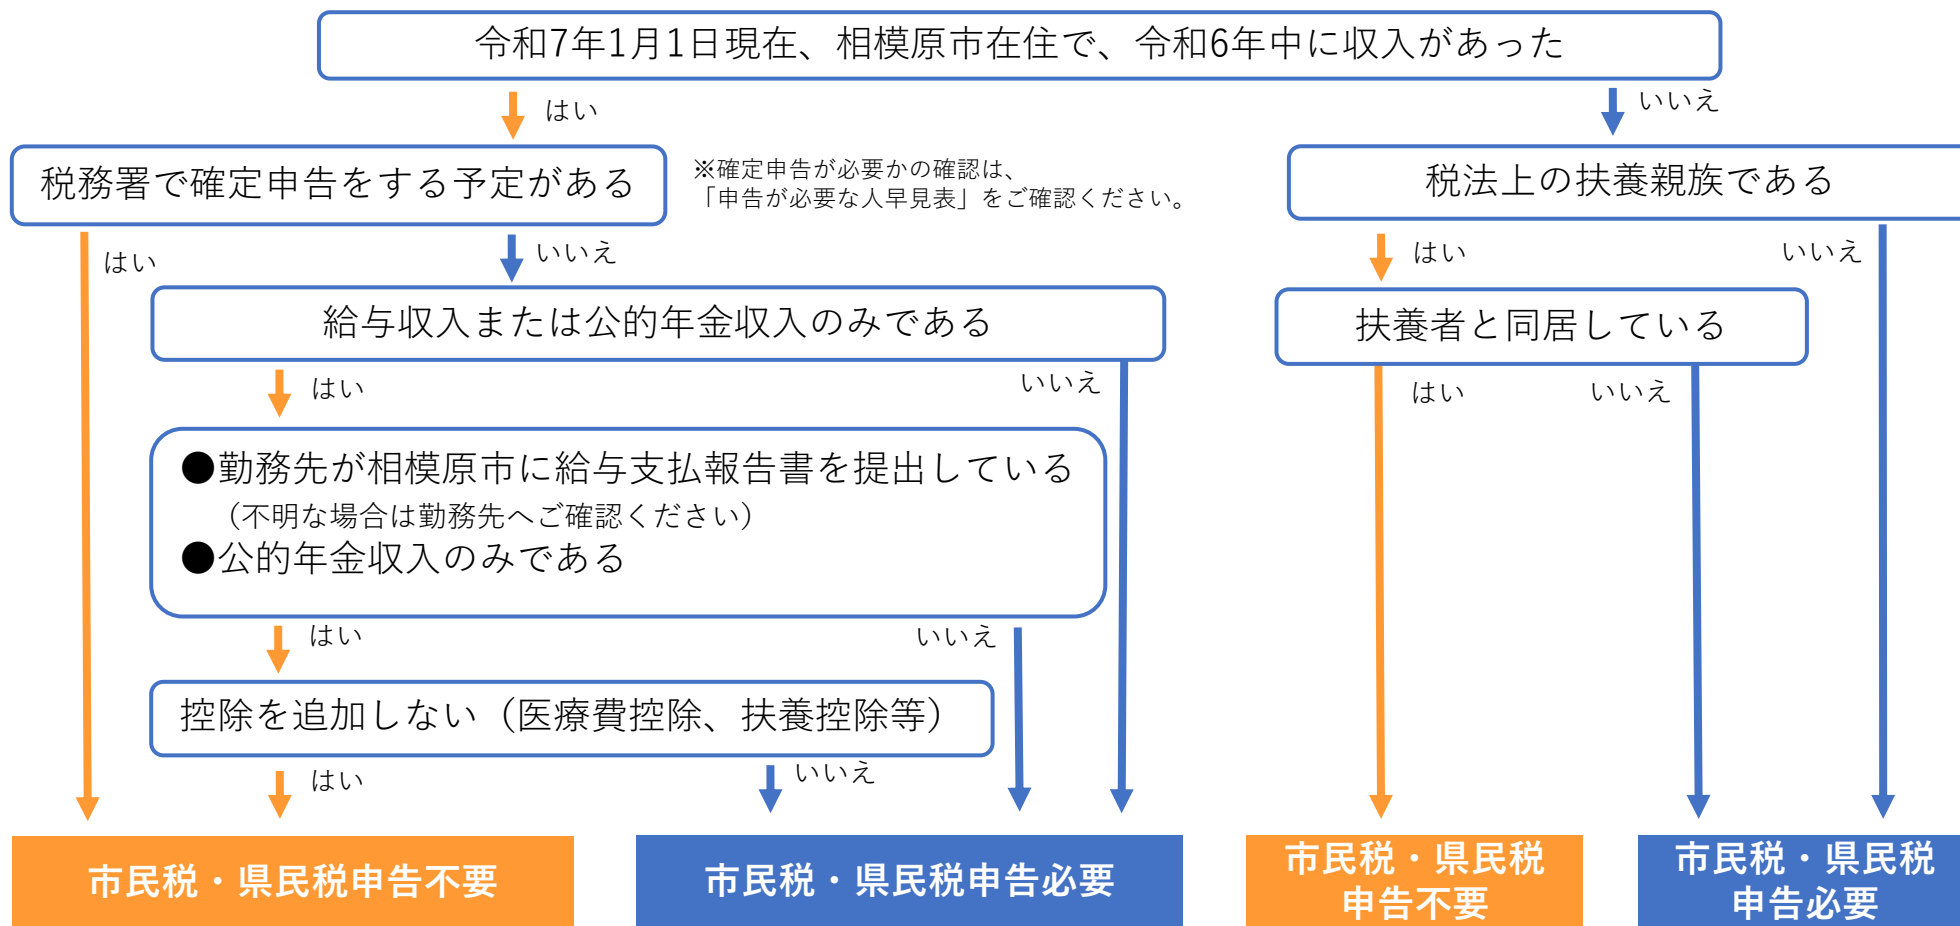 令和7年1月1日現在、相模原市在住で、令和6年中に収入があった
はい
いいえ
税務署で確定申告をする予定がある
※確定申告が必要かの確認は、
「申告が必要な人早見表」をご確認ください。
税法上の扶養親族である
はい
いいえ
はい
いいえ
給与収入または公的年金収入のみである
扶養者と同居している
はい
いいえ
はい
いいえ
●勤務先が相模原市に給与支払報告書を提出している
（不明な場合は勤務先へご確認ください）
●公的年金収入のみである
はい
いいえ
控除を追加しない（医療費控除、扶養控除等）
はい
いいえ
市民税・県民税申告不要
市民税・県民税申告必要
市民税・県民税
申告不要
市民税・県民税
申告必要